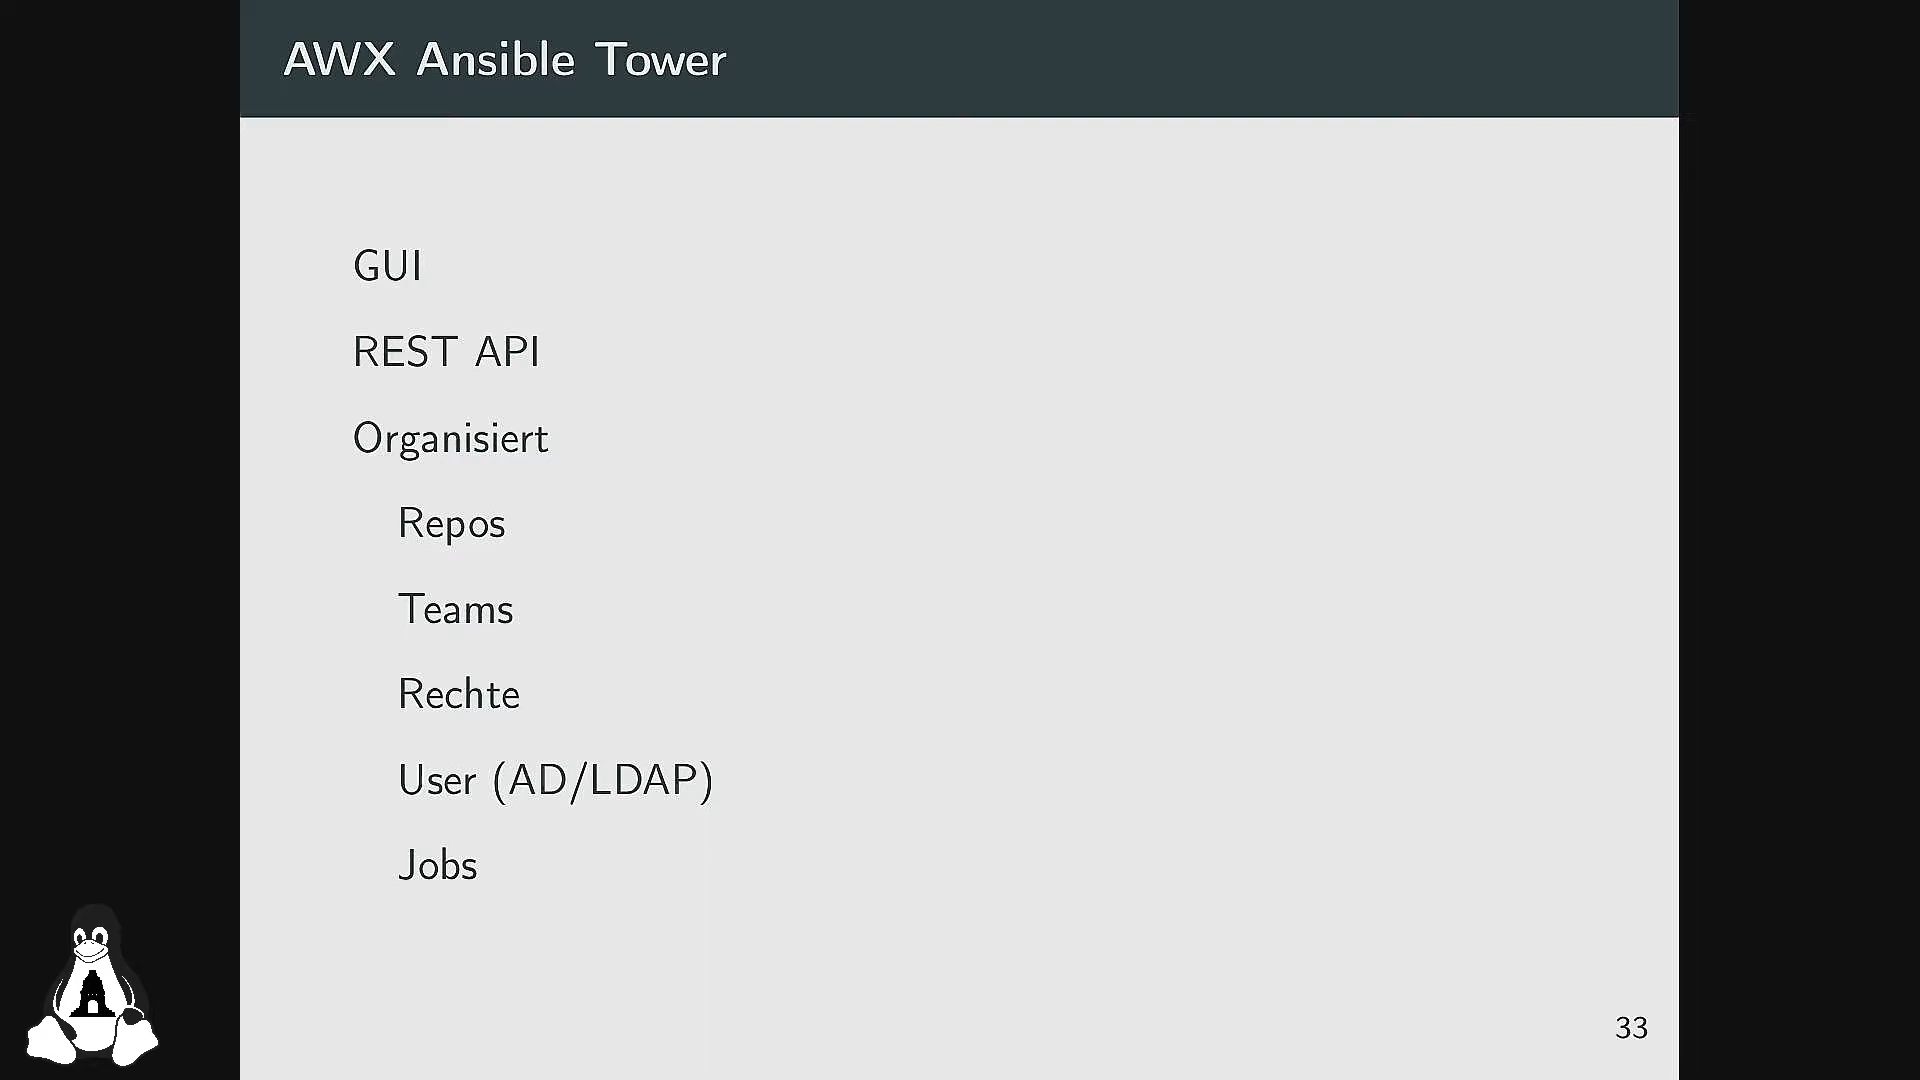 AWX Ansible Tower
GUI
REST API
Organisiert
Repos
Teams
Rechte
User (AD/LDAP)
Jobs
33